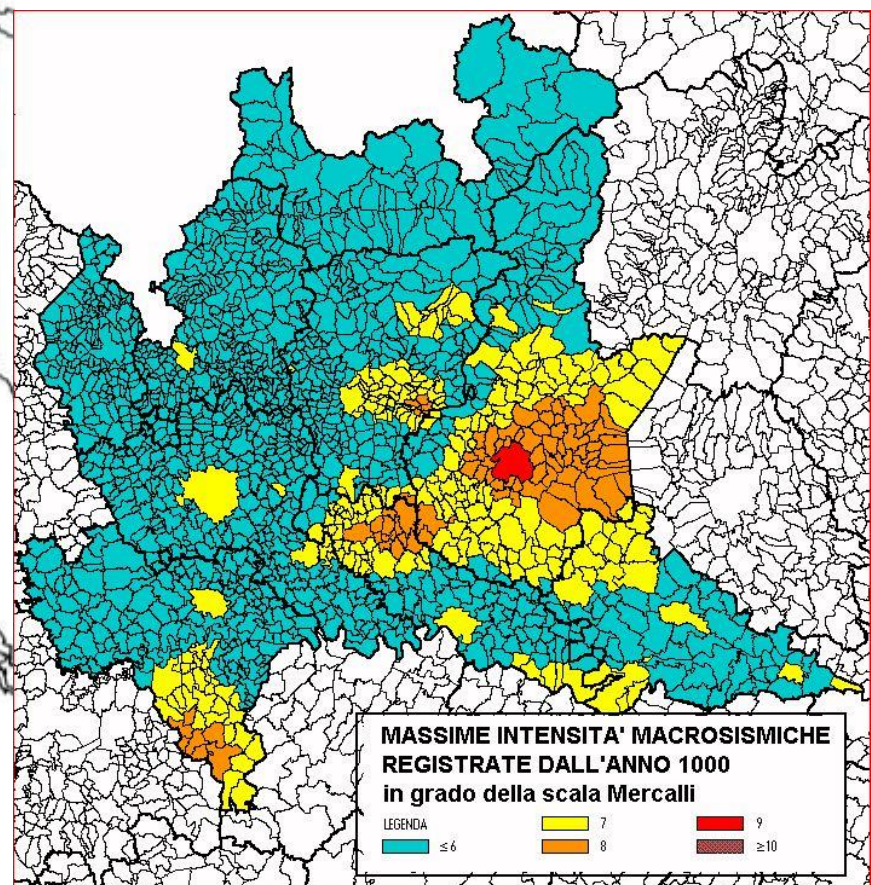 MASSIME INTENSITA' MACROSISMICHE
REGISTRATE DALL'ANNO 1000
in grado della scala Mercalli
LEGENDA
≤6
7
8
9
≥10